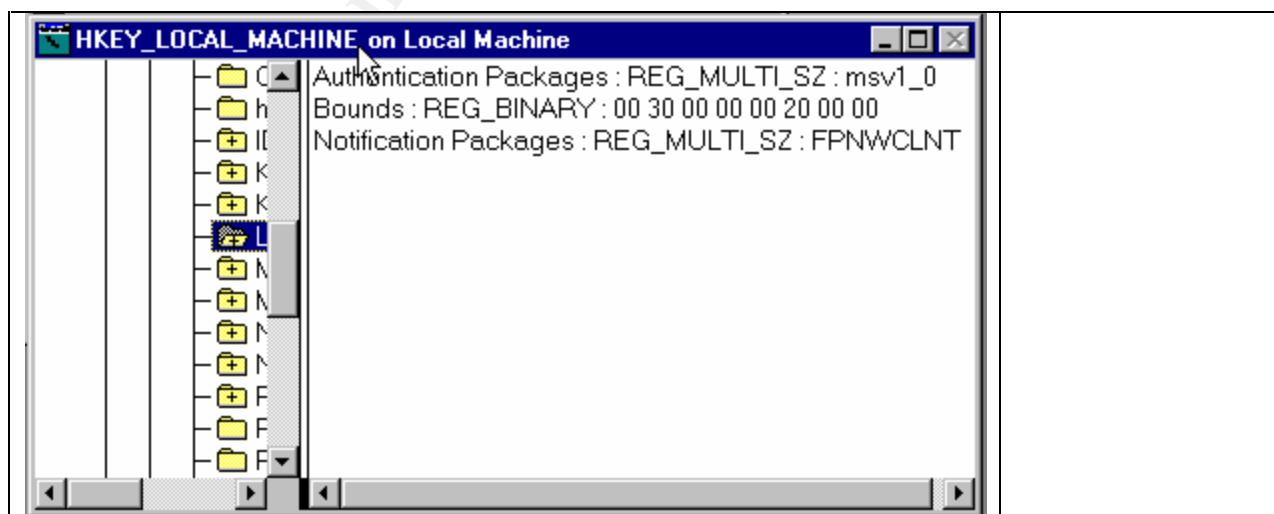 HKEY_LOCAL_MACHINE on Local Machine
Authentication Packages : REG_MULTI_SZ : msv1_0
Bounds : REG_BINARY : 00 30 00 00 00 20 00 00
Notification Packages : REG_MULTI_SZ : FPNWCLNT
K
K
L